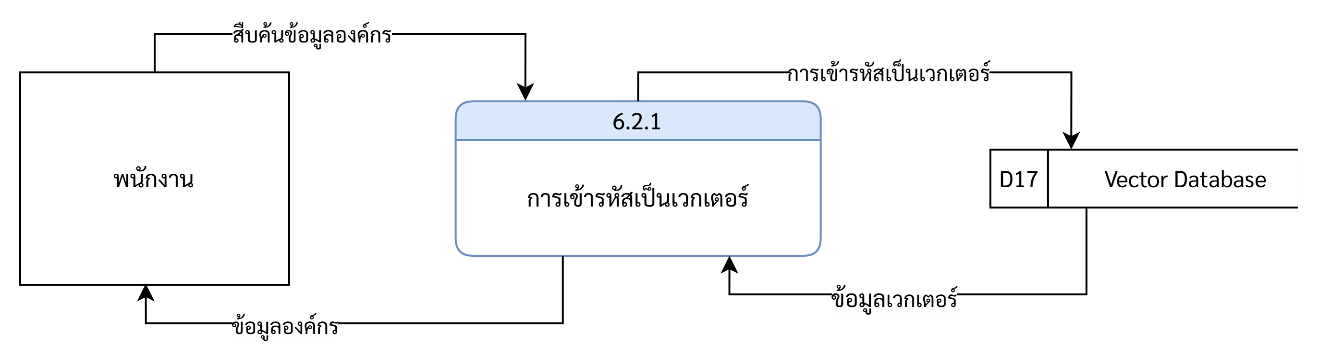 สืบค้นข้อมูลองค์กร
การเข้ารหัสเป็นเวกเตอร์
6.2.1
พนักงาน
การเข้ารหัสเป็นเวกเตอร์
D17
Vector Database
ข้อมูลเวกเตอร์
ข้อมูลองค์กร